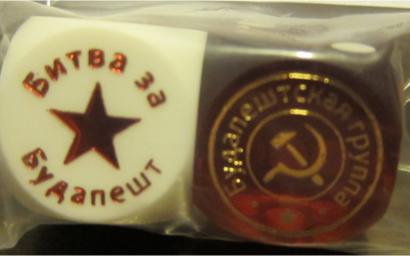 Битва за
Будапешт
Будапештская группа